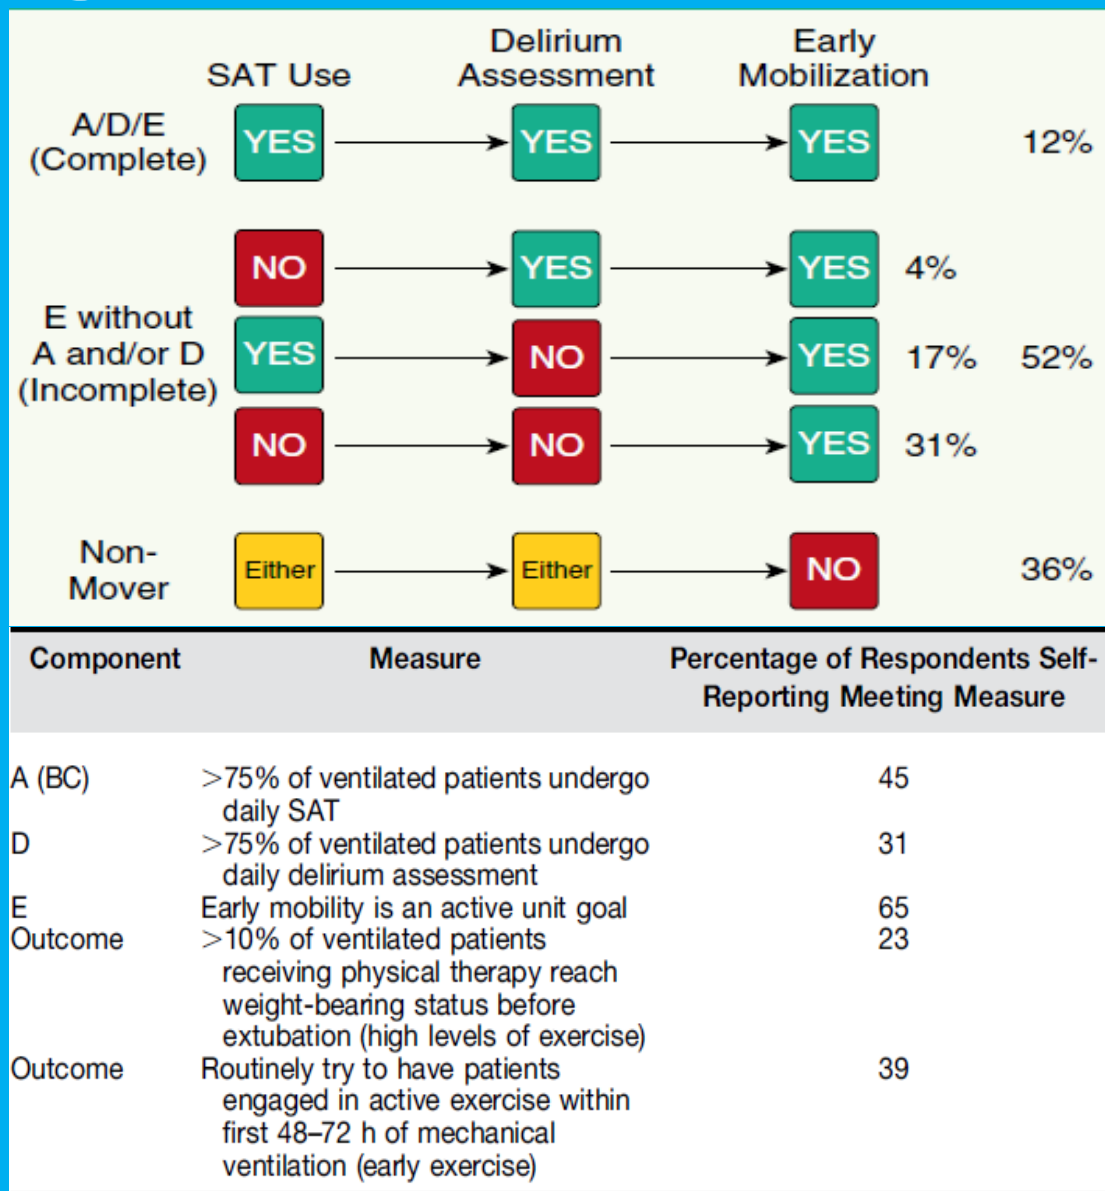 Delirium Early
SAT Use Assessment Mobilization
A/D/E
(Complete)
YES YES YES 12%
NO YES YES 4%
E without
A and/or D
(Incomplete)
YES NO YES 17% 52%
NO NO YES 31%
Non-
Mover
Either Either NO 36%
Component Measure Percentage of Respondents Self-
Reporting Meeting Measure
A (BC) >75% of ventilated patients undergo 45
daily SAT
D >75% of ventilated patients undergo 31
daily delirium assessment
E Early mobility is an active unit goal 65
Outcome >10% of ventilated patients 23
receiving physical therapy reach
weight-bearing status before
extubation (high levels of exercise)
Outcome Routinely try to have patients 39
engaged in active exercise within
first 48–72 h of mechanical
ventilation (early exercise)